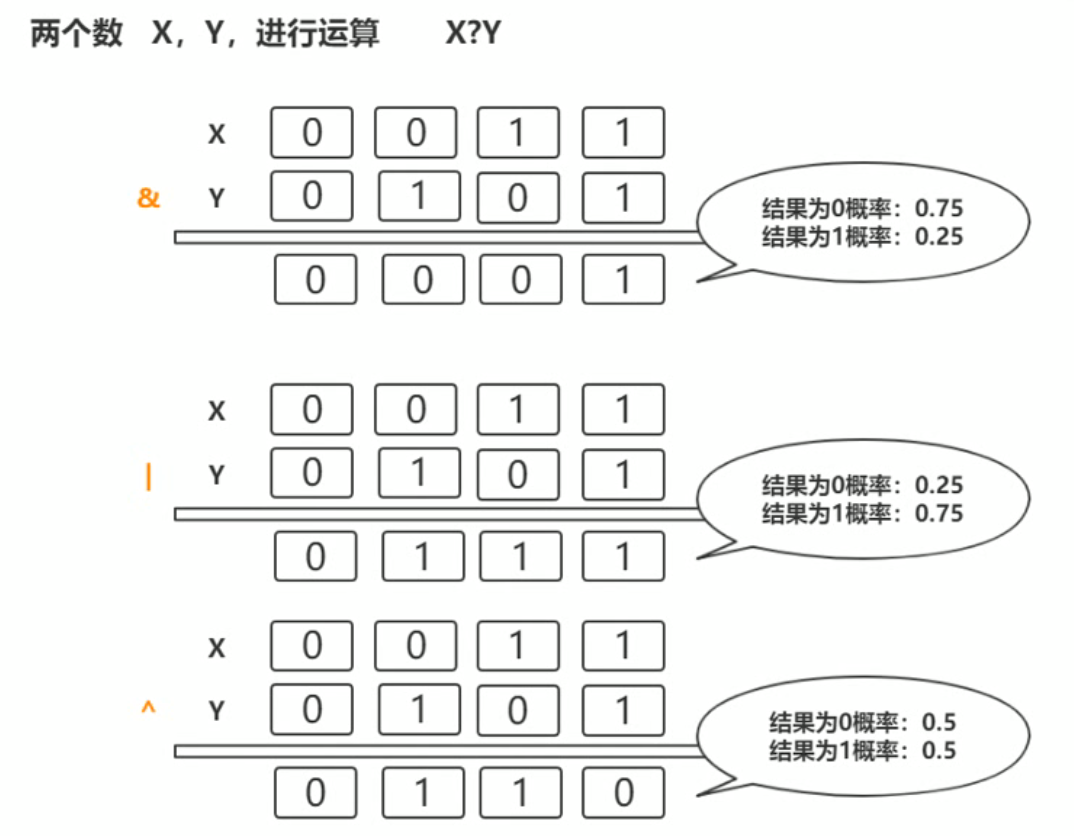 两个数 X，Y，进行运算 X?Y
X 0 0 1 1
& Y 0 1 0 1
结果为0概率：0.75
结果为1概率：0.25
0 0 0 1
X 0 0 1 1
| Y 0 1 0 1
结果为0概率：0.25
结果为1概率：0.75
0 1 1 1
X 0 0 1 1
^ Y 0 1 0 1
结果为0概率：0.5
结果为1概率：0.5
0 1 1 0